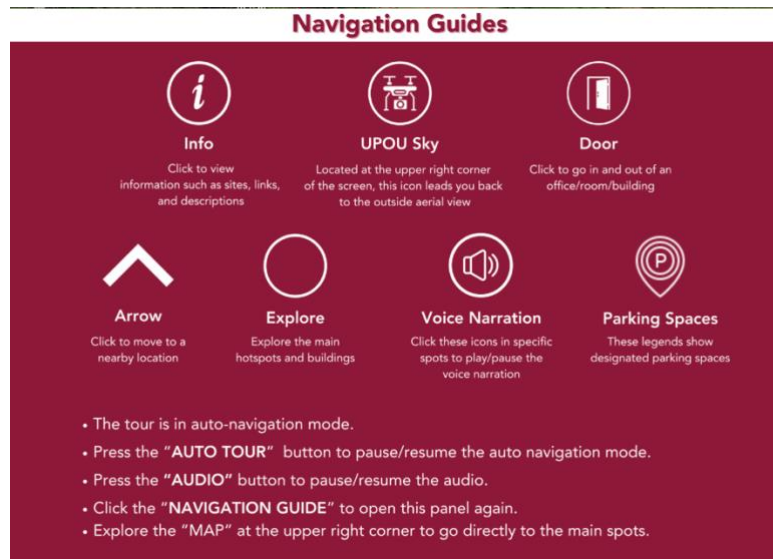 Navigation Guides
i
Info
Click to view
information such as sites, links,
and descriptions
UPOU Sky
Located at the upper right corner
of the screen, this icon leads you back
to the outside aerial view
Door
Click to go in and out of an
office/room/building
Arrow
Click to move to a
nearby location
Explore
Explore the main
hotspots and buildings
Voice Narration
Click these icons in specific
spots to play/pause the
voice narration
P
Parking Spaces
These legends show
designated parking spaces
• The tour is in auto-navigation mode.
• Press the “AUTO TOUR” button to pause/resume the auto navigation mode.
• Press the “AUDIO” button to pause/resume the audio.
• Click the “NAVIGATION GUIDE” to open this panel again.
• Explore the “MAP” at the upper right corner to go directly to the main spots.